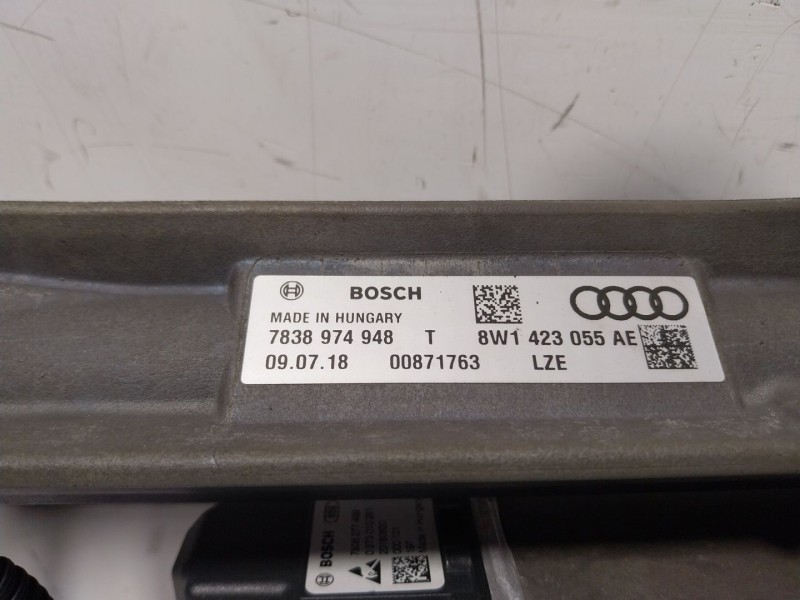 BOSCH
MADE IN HUNGARY
7838 974 948 T 8W1 423 055 AE
09.07.18 00871763 LZE
BOSCH